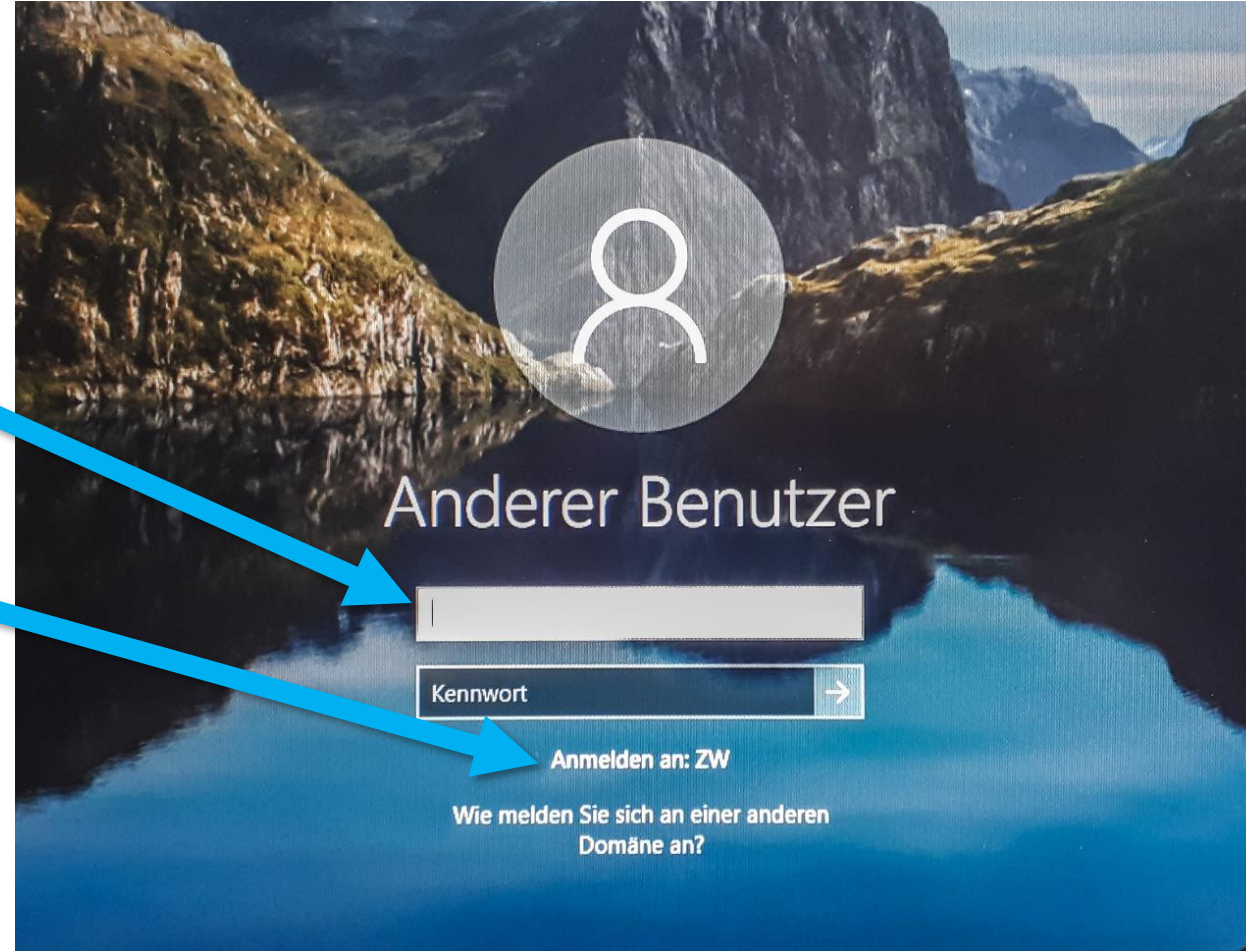 Anderer Benutzer
Kennwort
Anmelden an: ZW
Wie melden Sie sich an einer anderen
Domäne an?